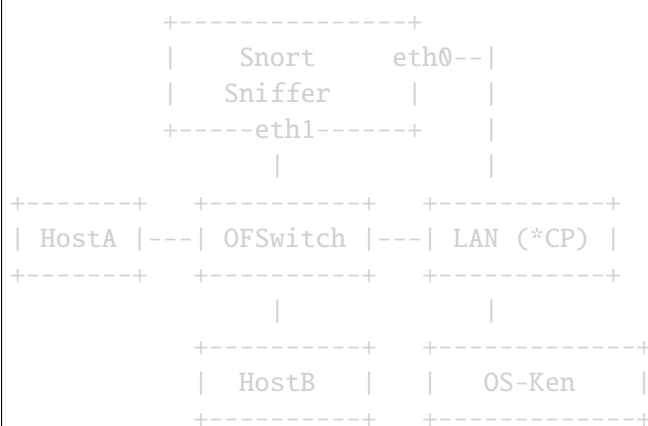 +---------------+
|     Snort     eth0--|
|   Sniffer     |     |
+-----eth1------+     |
|             |
+-------+   +----------+   +-----------+
| HostA |---| OFSwitch |---| LAN (*CP) |
+-------+   +----------+   +-----------+
|             |
+----------+   +-------------+
|  HostB   |   |   OS-Ken    |
+----------+   +-------------+